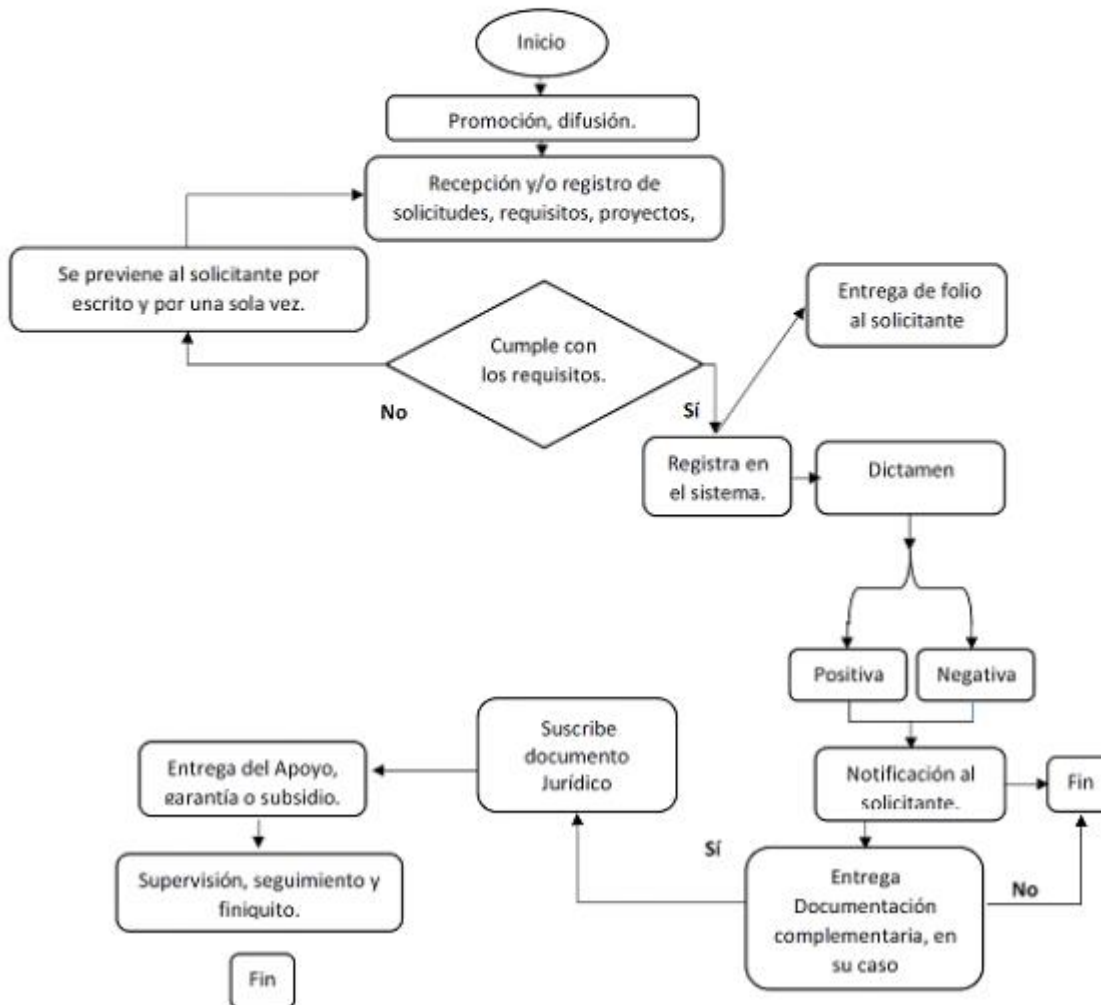 Inicio
Promoción, difusión.
Recepción y/o registro de
solicitudes, requisitos, proyectos,
Se previene al solicitante por
escrito y por una sola vez.
Entrega de folio
al solicitante
Cumple con
los requisitos.
No
Sí
Registra en
el sistema.
Dictamen
Positiva
Negativa
Suscribe
documento
Jurídico
Entrega del Apoyo,
garantía o subsidio.
Notificación al
solicitante.
Fin
Supervisión, seguimiento y
finiquito.
Sí
Entrega
Documentación
complementaria, en
su caso
No
Fin